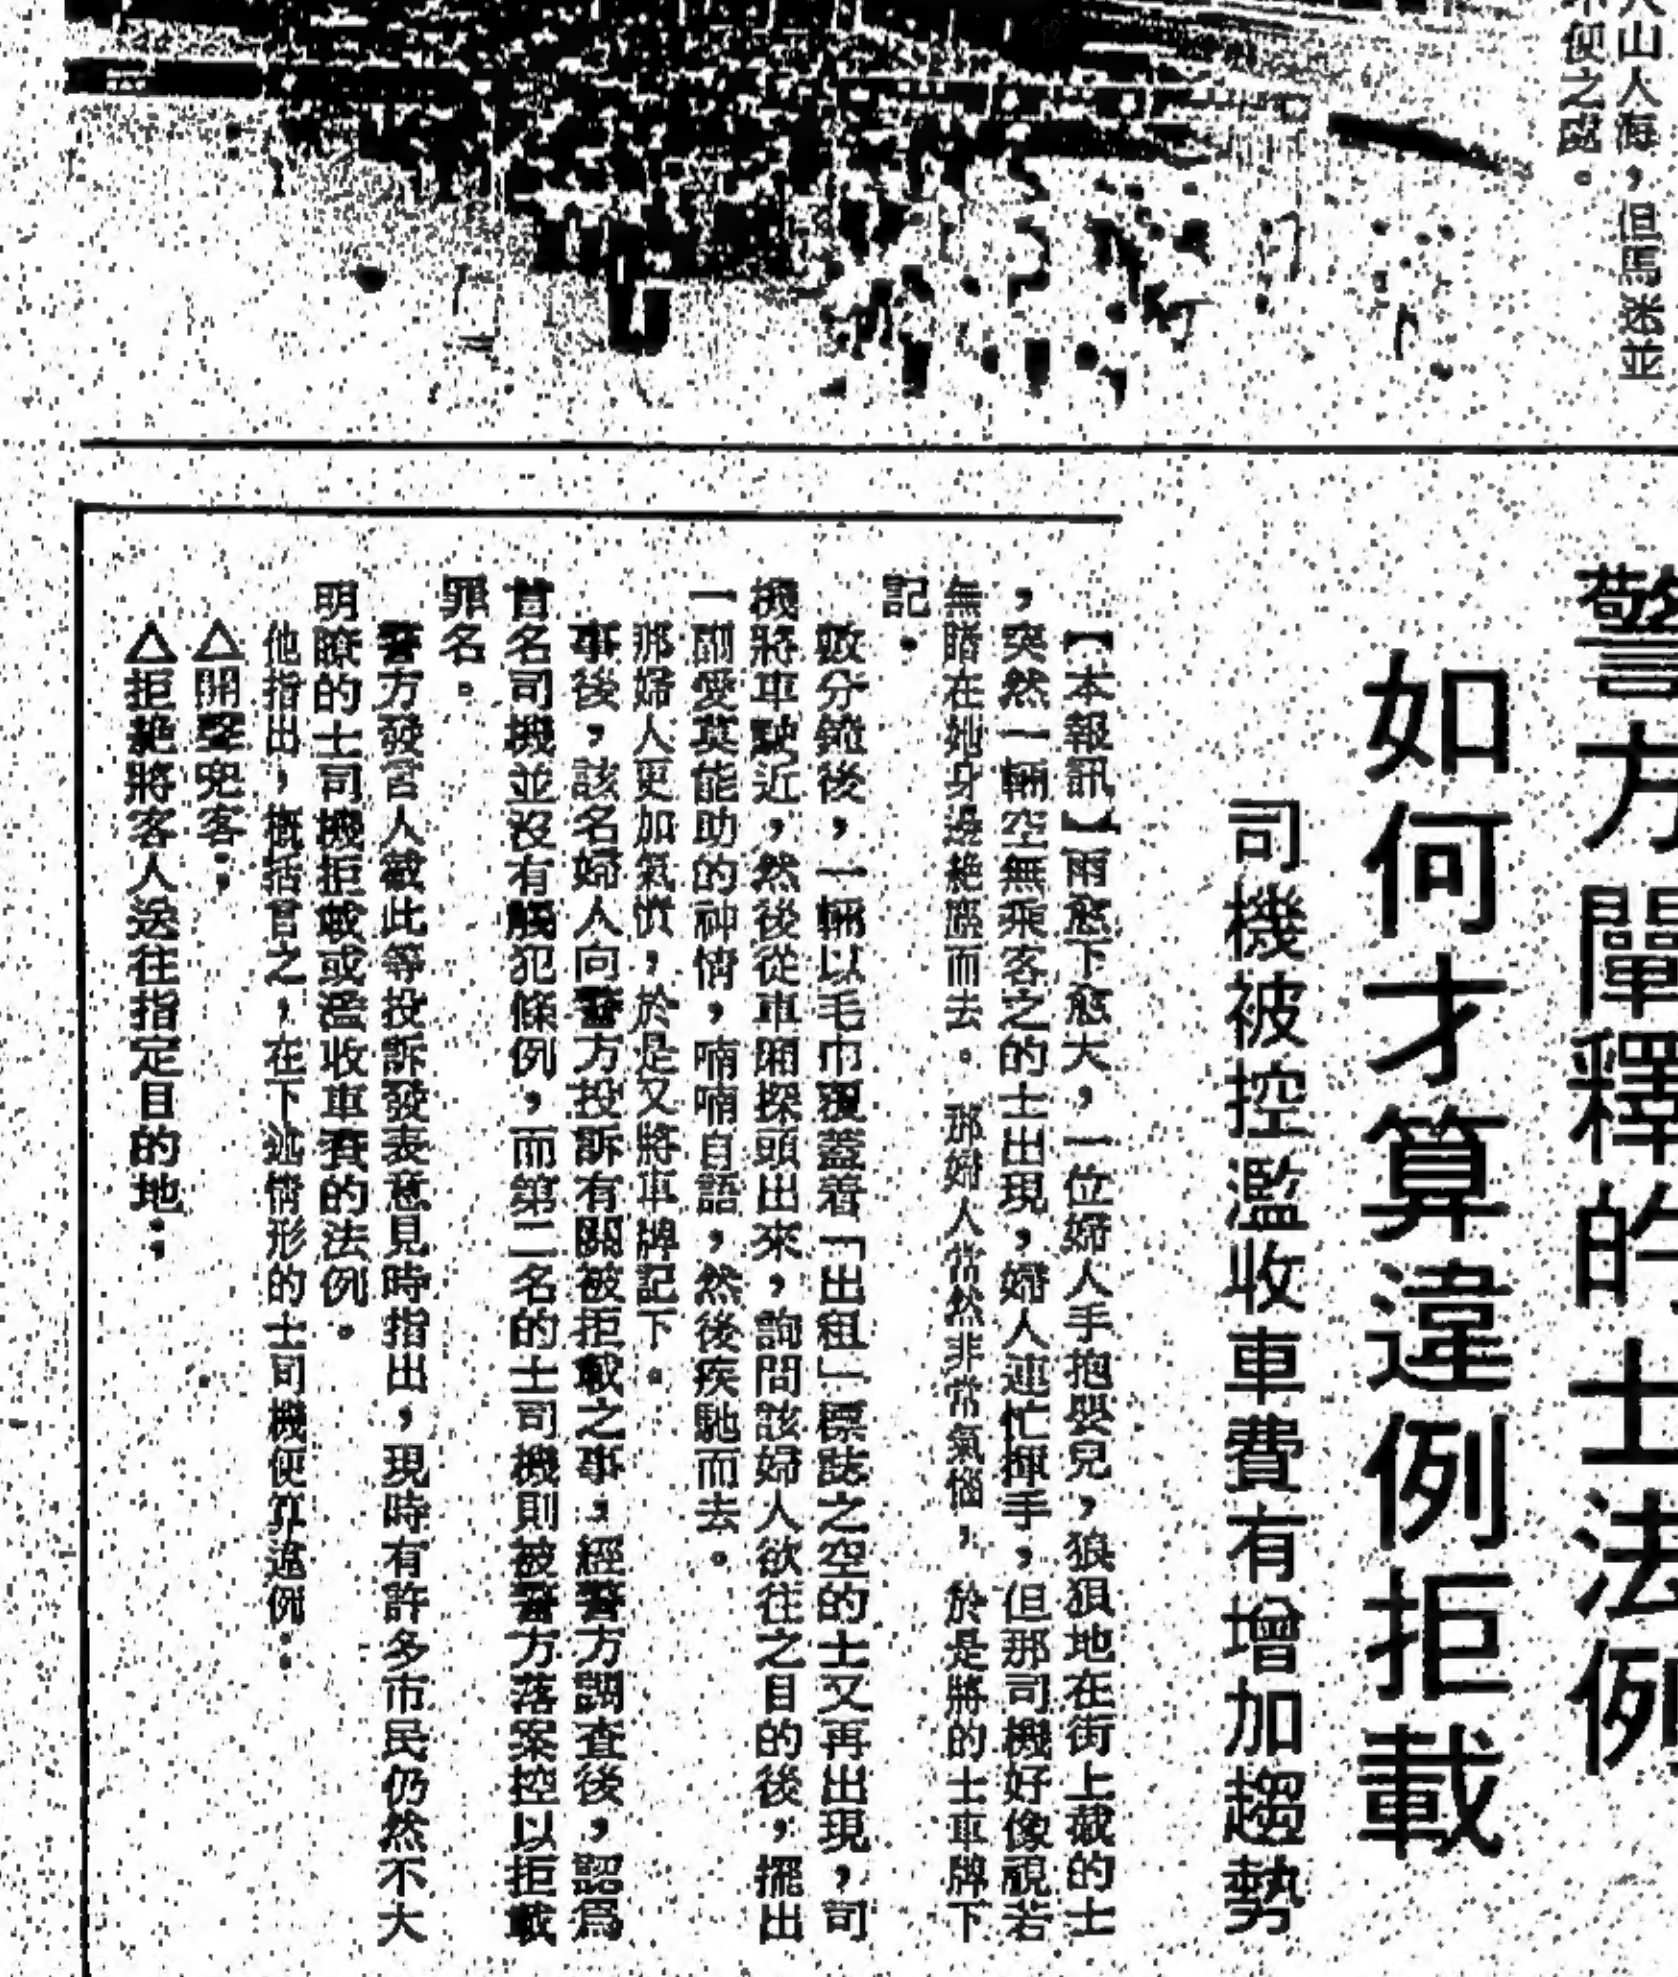 人山人海，但馬迷並
不便之處。
警方闡釋的士法例
如何才算違例拒載
司機被控濫收車費有增加趨勢
【本報訊】雨愈下愈大，一位婦人手抱嬰兒，狼狽地在街上截的士
，突然一輛空無乘客之的士出現，婦人連忙揮手，但那司機好像視若
無睹在她身邊絕塵而去。那婦人當然非常氣惱，於是將的士車牌下
記。
數分鐘後，一輛以毛巾覆蓋着「出租」標誌之空的士又再出現，司
機將車駛近，然後從車廂探頭出來，詢問該婦人欲往之目的後，擺出
一副愛莫能助的神情，喃喃自語，然後疾馳而去。
那婦人更加氣憤，於是又將車牌記下。
事後，該名婦人向警方投訴有關被拒載之事，經警方調查後，認爲
首名司機並沒有觸犯條例，而第二名的士司機則被警方落案控以拒載
罪名。
警方發言人就此等投訴發表意見時指出，現時有許多市民仍然不大
明瞭的士司機拒載或濫收車資的法例。
他指出，概括言之，在下述情形的士司機便算違例：
△開聲兜客；
△拒絕將客人送往指定目的地；